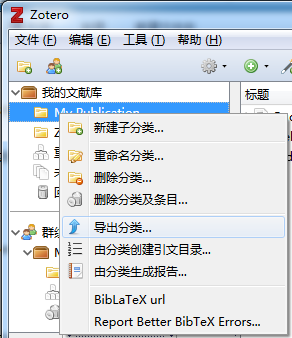 Zotero
文件 (F) 编辑 (E) 工具 (T) 帮助 (H)
我的文献库
标题
My Publication
新建子分类...
重命名分类...
删除分类...
删除分类及条目...
导出分类...
由分类创建引文目录...
由分类生成报告...
BibLaTeX url
Report Better BibTeX Errors...